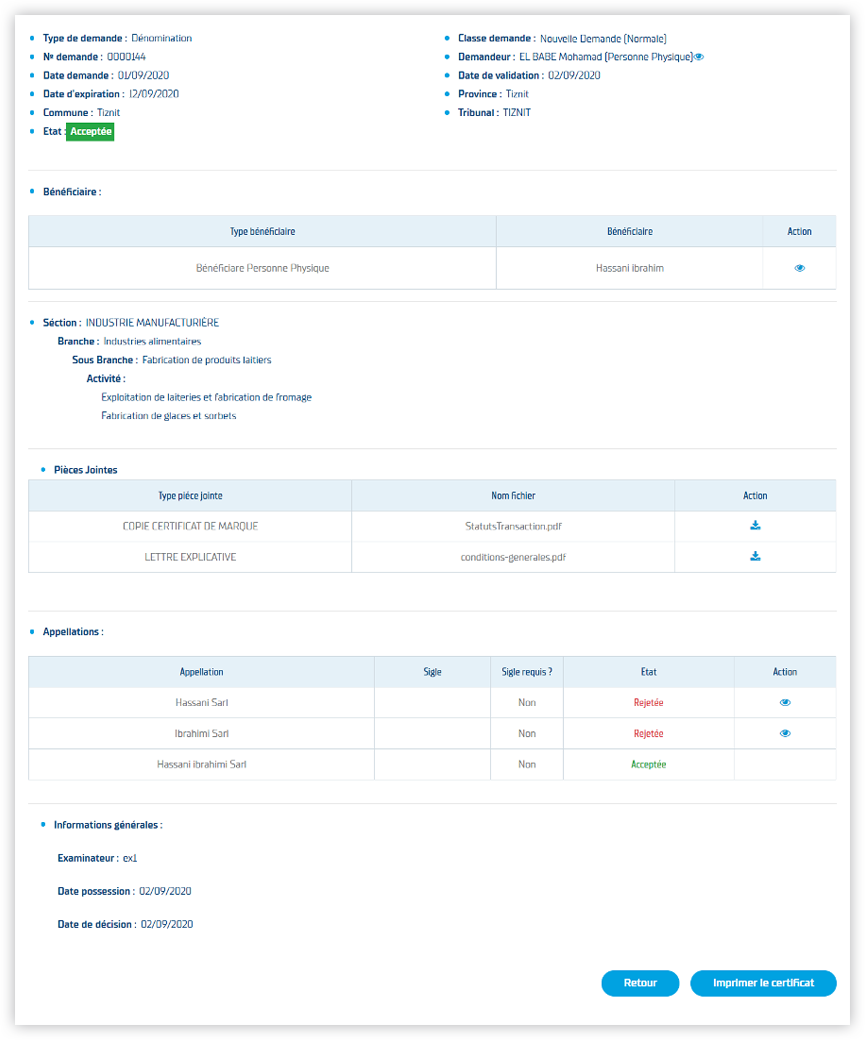 Type de demande : Dénomination
Classe demande : Nouvelle Demande (Normale)
Nº demande : 0000144
Demandeur : EL BABE Mohamad (Personne Physique)
Date demande : 01/09/2020
Date de validation : 02/09/2020
Date d'expiration : 12/09/2020
Province : Tiznit
Commune : Tiznit
Tribunal : TIZNIT
Etat : Acceptée
Bénéficiaire :
Type bénéficiaire Bénéficiaire Action
Bénéficiare Personne Physique Hassani ibrahim
Séction : INDUSTRIE MANUFACTURIÈRE
Branche : Industries alimentaires
Sous Branche : Fabrication de produits laitiers
Activité :
Exploitation de laiteries et fabrication de fromage
Fabrication de glaces et sorbets
Pièces Jointes
Type piéce jointe Nom fichier Action
COPIE CERTIFICAT DE MARQUE StatutsTransaction.pdf
LETTRE EXPLICATIVE conditions-generales.pdf
Appellations :
Appellation Sigle Sigle requis ? Etat Action
Hassani Sarl Non Rejetée
Ibrahimi Sarl Non Rejetée
Hassani ibrahimi Sarl Non Acceptée
Informations générales :
Examinateur : ex1
Date possession : 02/09/2020
Date de décision : 02/09/2020
Retour Imprimer le certificat